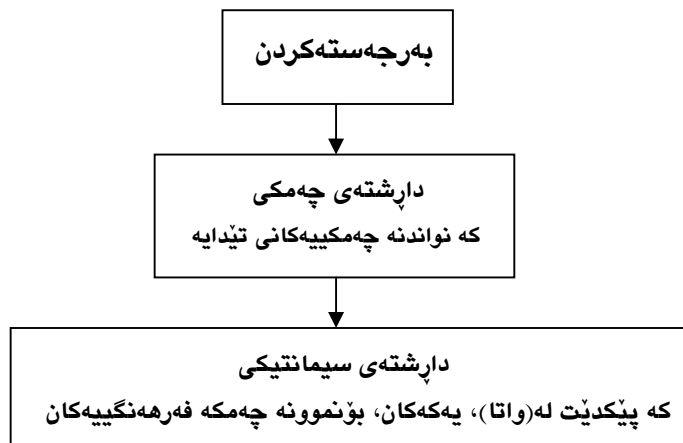 بەرجەستەکردن
داڕشتەی چەمکی
کە نواندنە چەمکییەکانی تێدایە
داڕشتەی سیمانتیکی
کە پێکدێت لە(واتا)، یەکەکان، بۆنموونە چەمکە فەرهەنگییەکان